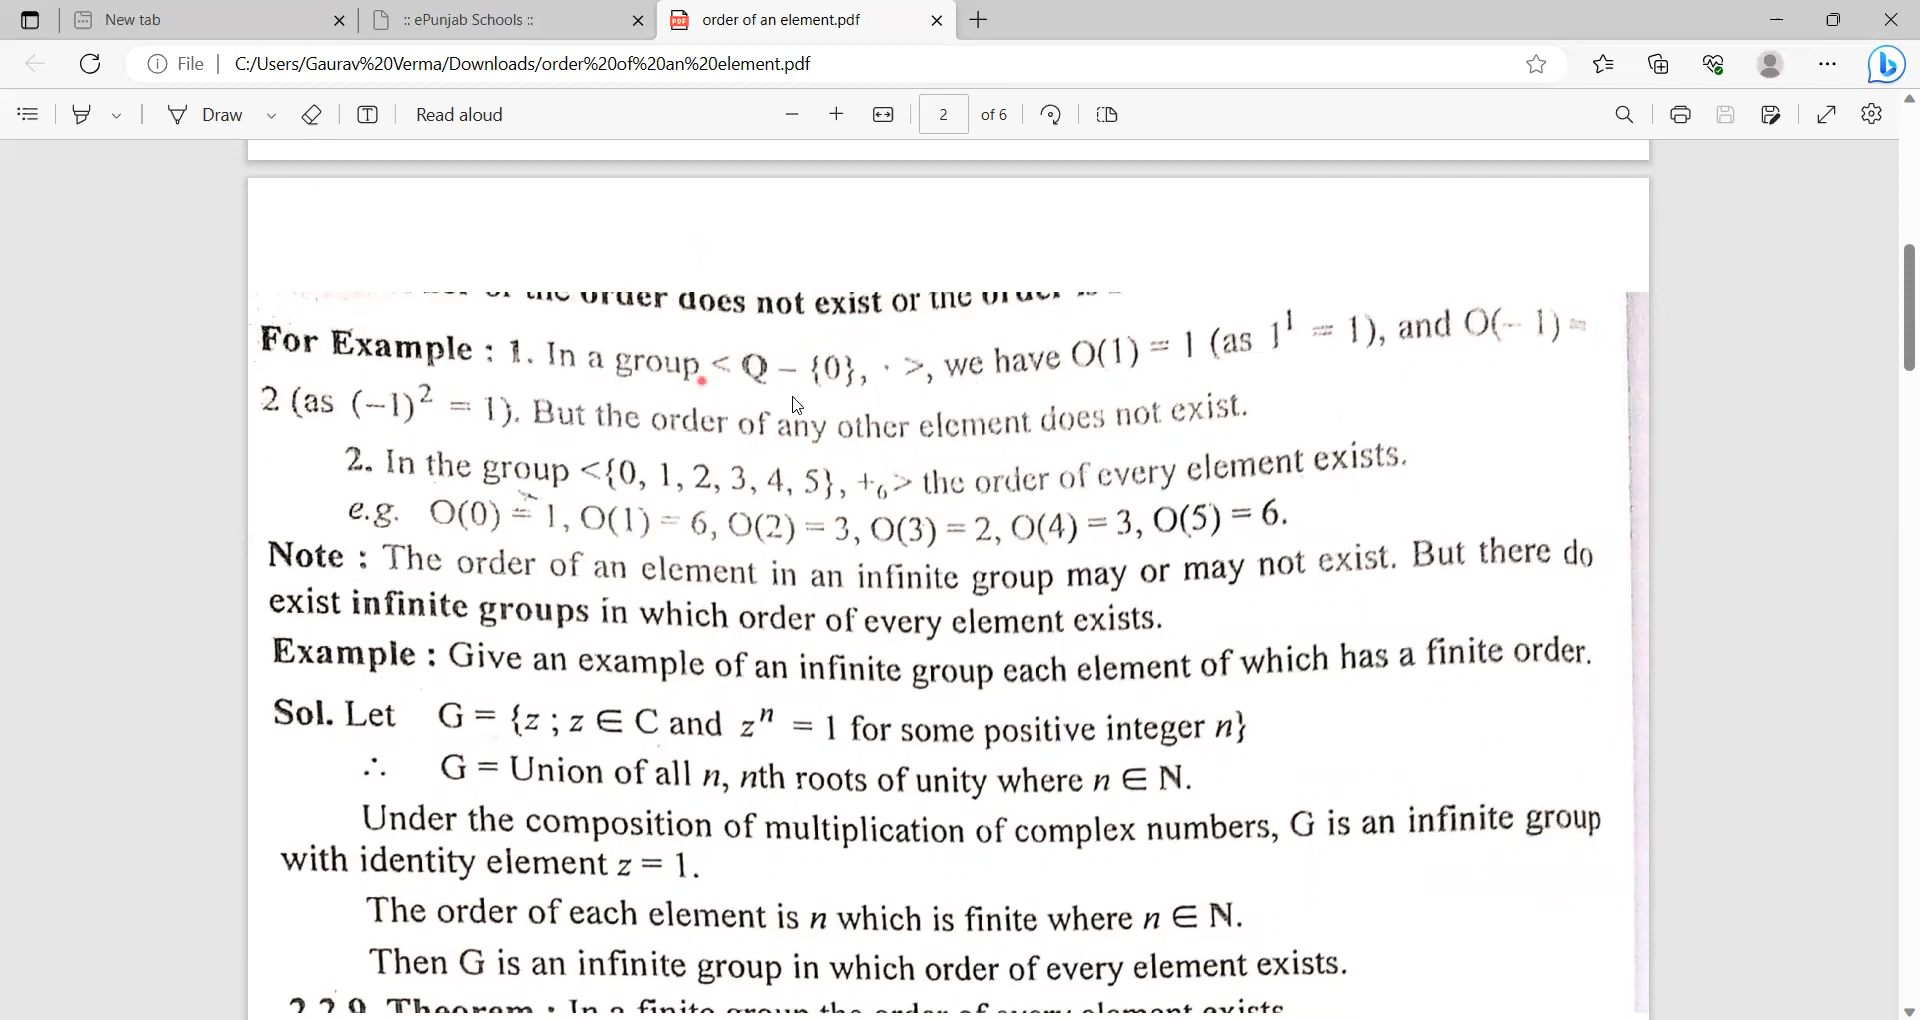 New tab
:: ePunjab Schools ::
order of an element.pdf
File
C:/Users/Gaurav%20Verma/Downloads/order%20of%20an%20element.pdf
Draw
Read aloud
2
of 6
order does not exist or the
For Example : 1. In a group < Q – {0}, · >, we have O(1) = 1 (as 1¹ = 1), and O(– 1) =
2 (as (–1)² = 1). But the order of any other element does not exist.
2. In the group <{0, 1, 2, 3, 4, 5}, +₆> the order of every element exists.
e.g. O(0) = 1, O(1) = 6, O(2) = 3, O(3) = 2, O(4) = 3, O(5) = 6.
Note : The order of an element in an infinite group may or may not exist. But there do
exist infinite groups in which order of every element exists.
Example : Give an example of an infinite group each element of which has a finite order.
Sol. Let G = {z ; z ∈ C and zⁿ = 1 for some positive integer n}
∴ G = Union of all n, nth roots of unity where n ∈ N.
Under the composition of multiplication of complex numbers, G is an infinite group
with identity element z = 1.
The order of each element is n which is finite where n ∈ N.
Then G is an infinite group in which order of every element exists.
2.2.9 Theorem : In a finite group the order of every element exists